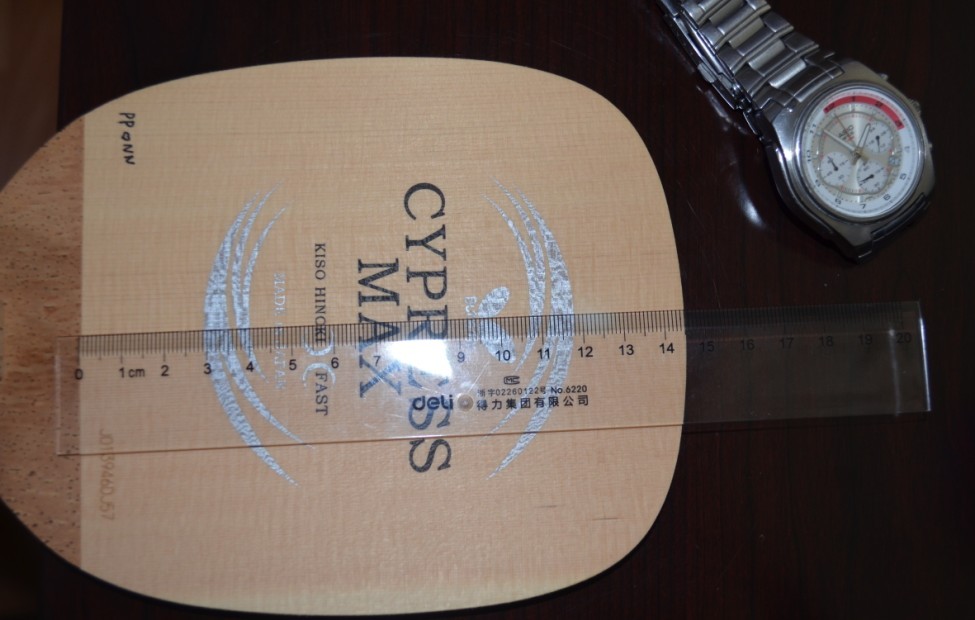 PPQNN
CYPRESS
MAX
KISO HINOKI
FAST
0 1cm 2 3 4 5 6 7 9 10 11 12 13 14 15 16 17 18 19 20
deli
No.6220
得力集团有限公司